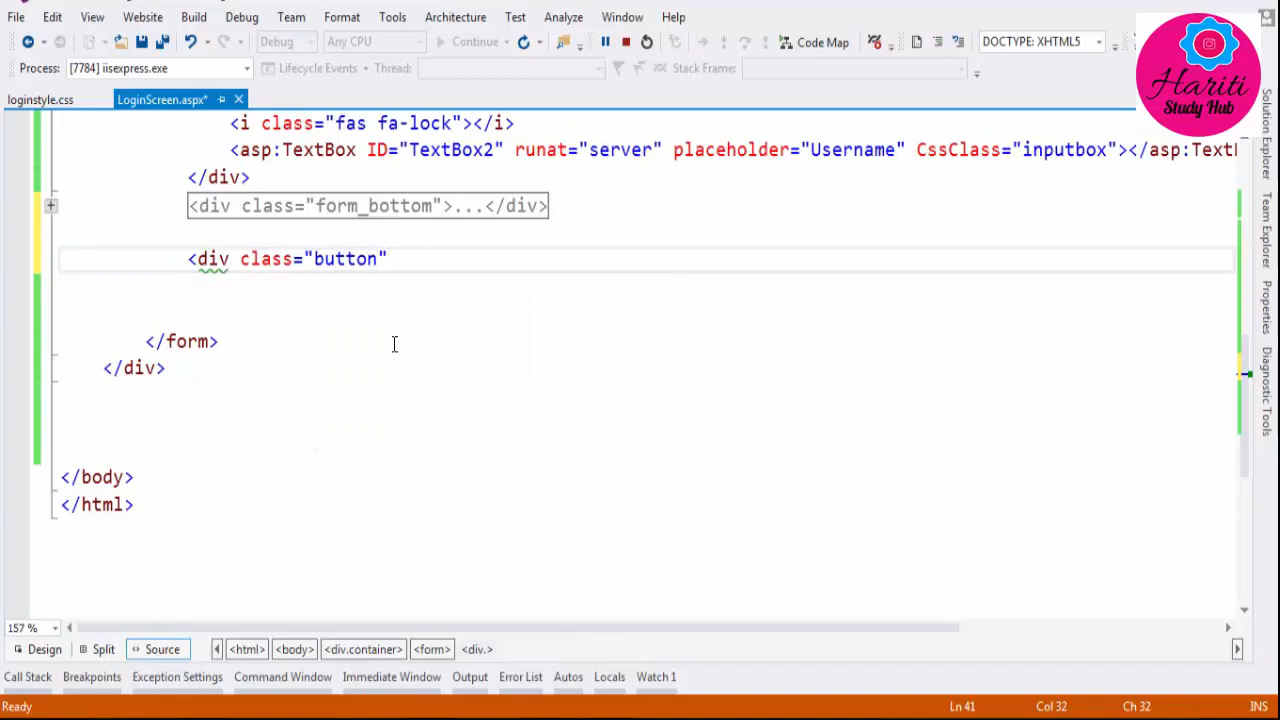 File Edit View Website Build Debug Team Format Tools Architecture Test Analyze Window Help
Debug Any CPU Continue Code Map DOCTYPE: XHTML5
Process: [7784] iisexpress.exe Lifecycle Events Thread: Stack Frame:
Hariti
Study Hub
loginstyle.css LoginScreen.aspx*
<i class="fas fa-lock"></i>
<asp:TextBox ID="TextBox2" runat="server" placeholder="Username" CssClass="inputbox"></asp:TextB
</div>
<div class="form_bottom">...</div>
<div class="button"
</form>
</div>
</body>
</html>
Solution Explorer
Team Explorer
Properties
Diagnostic Tools
157 %
Design Split Source <html> <body> <div.container> <form> <div.>
Call Stack Breakpoints Exception Settings Command Window Immediate Window Output Error List Autos Locals Watch 1
Ready Ln 41 Col 32 Ch 32 INS